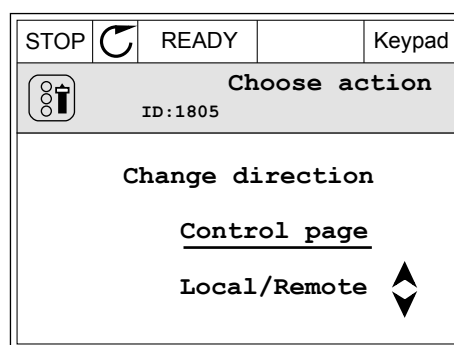 STOP READY Keypad
Choose action
ID:1805
Change direction
Control page
Local/Remote